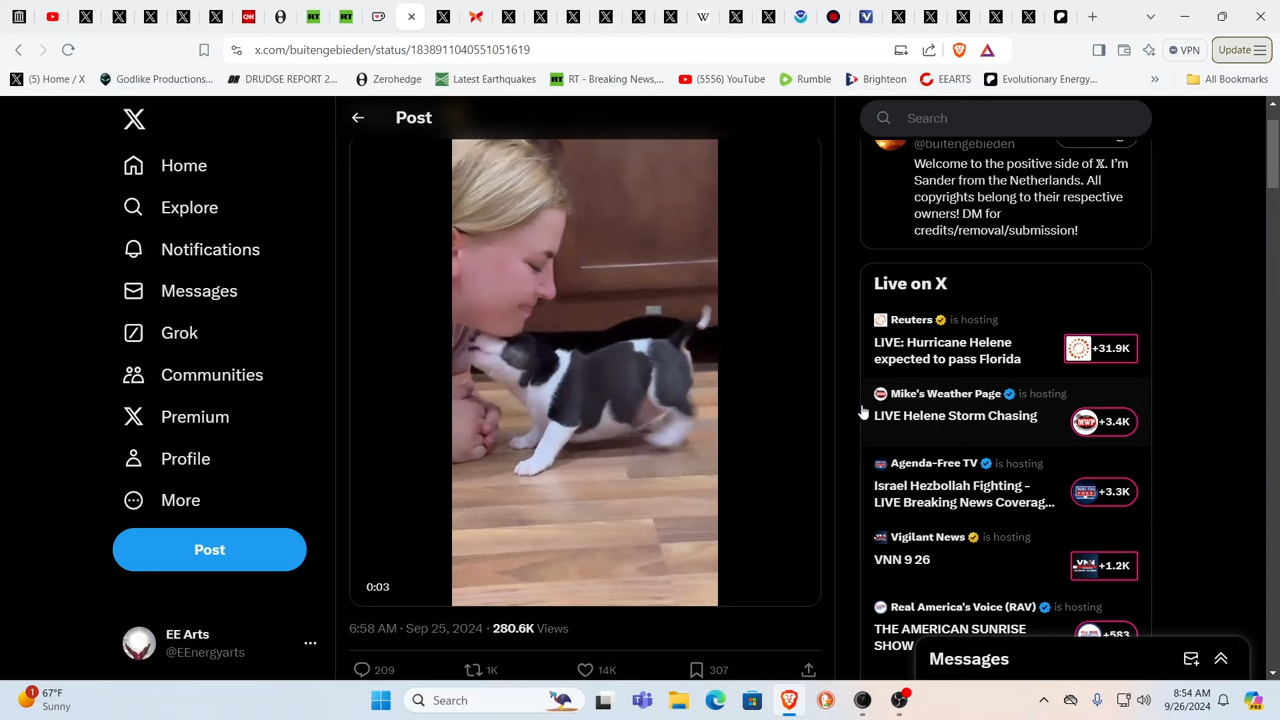 x.com/buitengebieden/status/1838911040551051619
VPN
Update
(5) Home / X
Godlike Productions...
DRUDGE REPORT 2...
Zerohedge
Latest Earthquakes
RT - Breaking News,...
(5556) YouTube
Rumble
Brighteon
EEARTS
Evolutionary Energy...
All Bookmarks
Home
Explore
Notifications
Messages
Grok
Communities
Premium
Profile
More
Post
EE Arts
@EEnergyarts
Post
0:03
6:58 AM · Sep 25, 2024 · 280.6K Views
209
1K
14K
307
Search
@buitengebieden
Welcome to the positive side of 𝕏. I'm
Sander from the Netherlands. All
copyrights belong to their respective
owners! DM for
credits/removal/submission!
Live on X
Reuters is hosting
LIVE: Hurricane Helene
expected to pass Florida
+31.9K
Mike's Weather Page is hosting
LIVE Helene Storm Chasing
+3.4K
Agenda-Free TV is hosting
Israel Hezbollah Fighting -
LIVE Breaking News Coverag...
+3.3K
Vigilant News is hosting
VNN 9 26
+1.2K
Real America's Voice (RAV) is hosting
THE AMERICAN SUNRISE
SHOW
+583
Messages
1
67°F
Sunny
Search
8:54 AM
9/26/2024